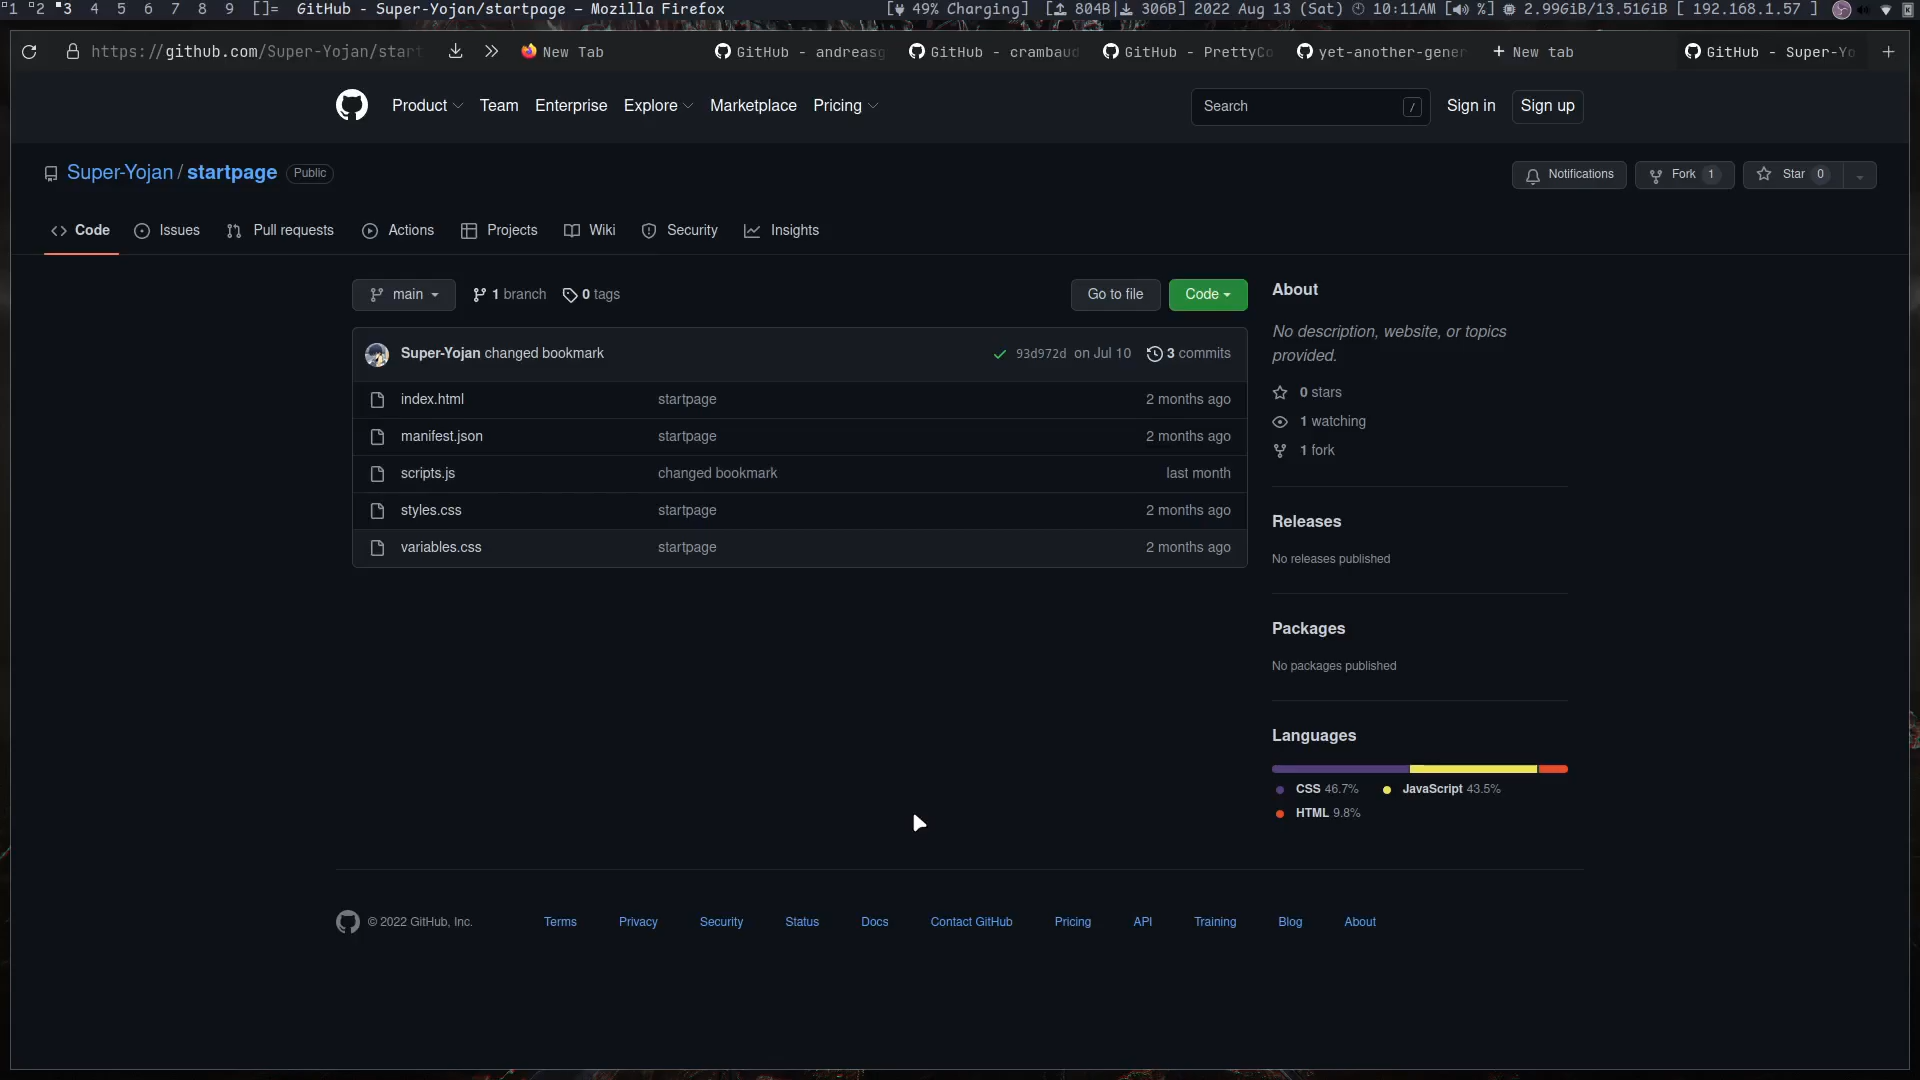 1 2 3 4 5 6 7 8 9 []= GitHub - Super-Yojan/startpage — Mozilla Firefox [ 49% Charging] [ 804B| 306B] 2022 Aug 13 (Sat) 10:11AM [ %] 2.99GiB/13.51GiB [ 192.168.1.57 ]
https://github.com/Super-Yojan/start New Tab GitHub - andreasg GitHub - crambaud GitHub - PrettyCo yet-another-gener + New tab GitHub - Super-Yo +
Product Team Enterprise Explore Marketplace Pricing Search / Sign in Sign up
Super-Yojan / startpage Public Notifications Fork 1 Star 0
Code Issues Pull requests Actions Projects Wiki Security Insights
main 1 branch 0 tags Go to file Code
Super-Yojan changed bookmark 93d972d on Jul 10 3 commits
index.html startpage 2 months ago
manifest.json startpage 2 months ago
scripts.js changed bookmark last month
styles.css startpage 2 months ago
variables.css startpage 2 months ago
About
No description, website, or topics
provided.
0 stars
1 watching
1 fork
Releases
No releases published
Packages
No packages published
Languages
CSS 46.7% JavaScript 43.5%
HTML 9.8%
© 2022 GitHub, Inc. Terms Privacy Security Status Docs Contact GitHub Pricing API Training Blog About